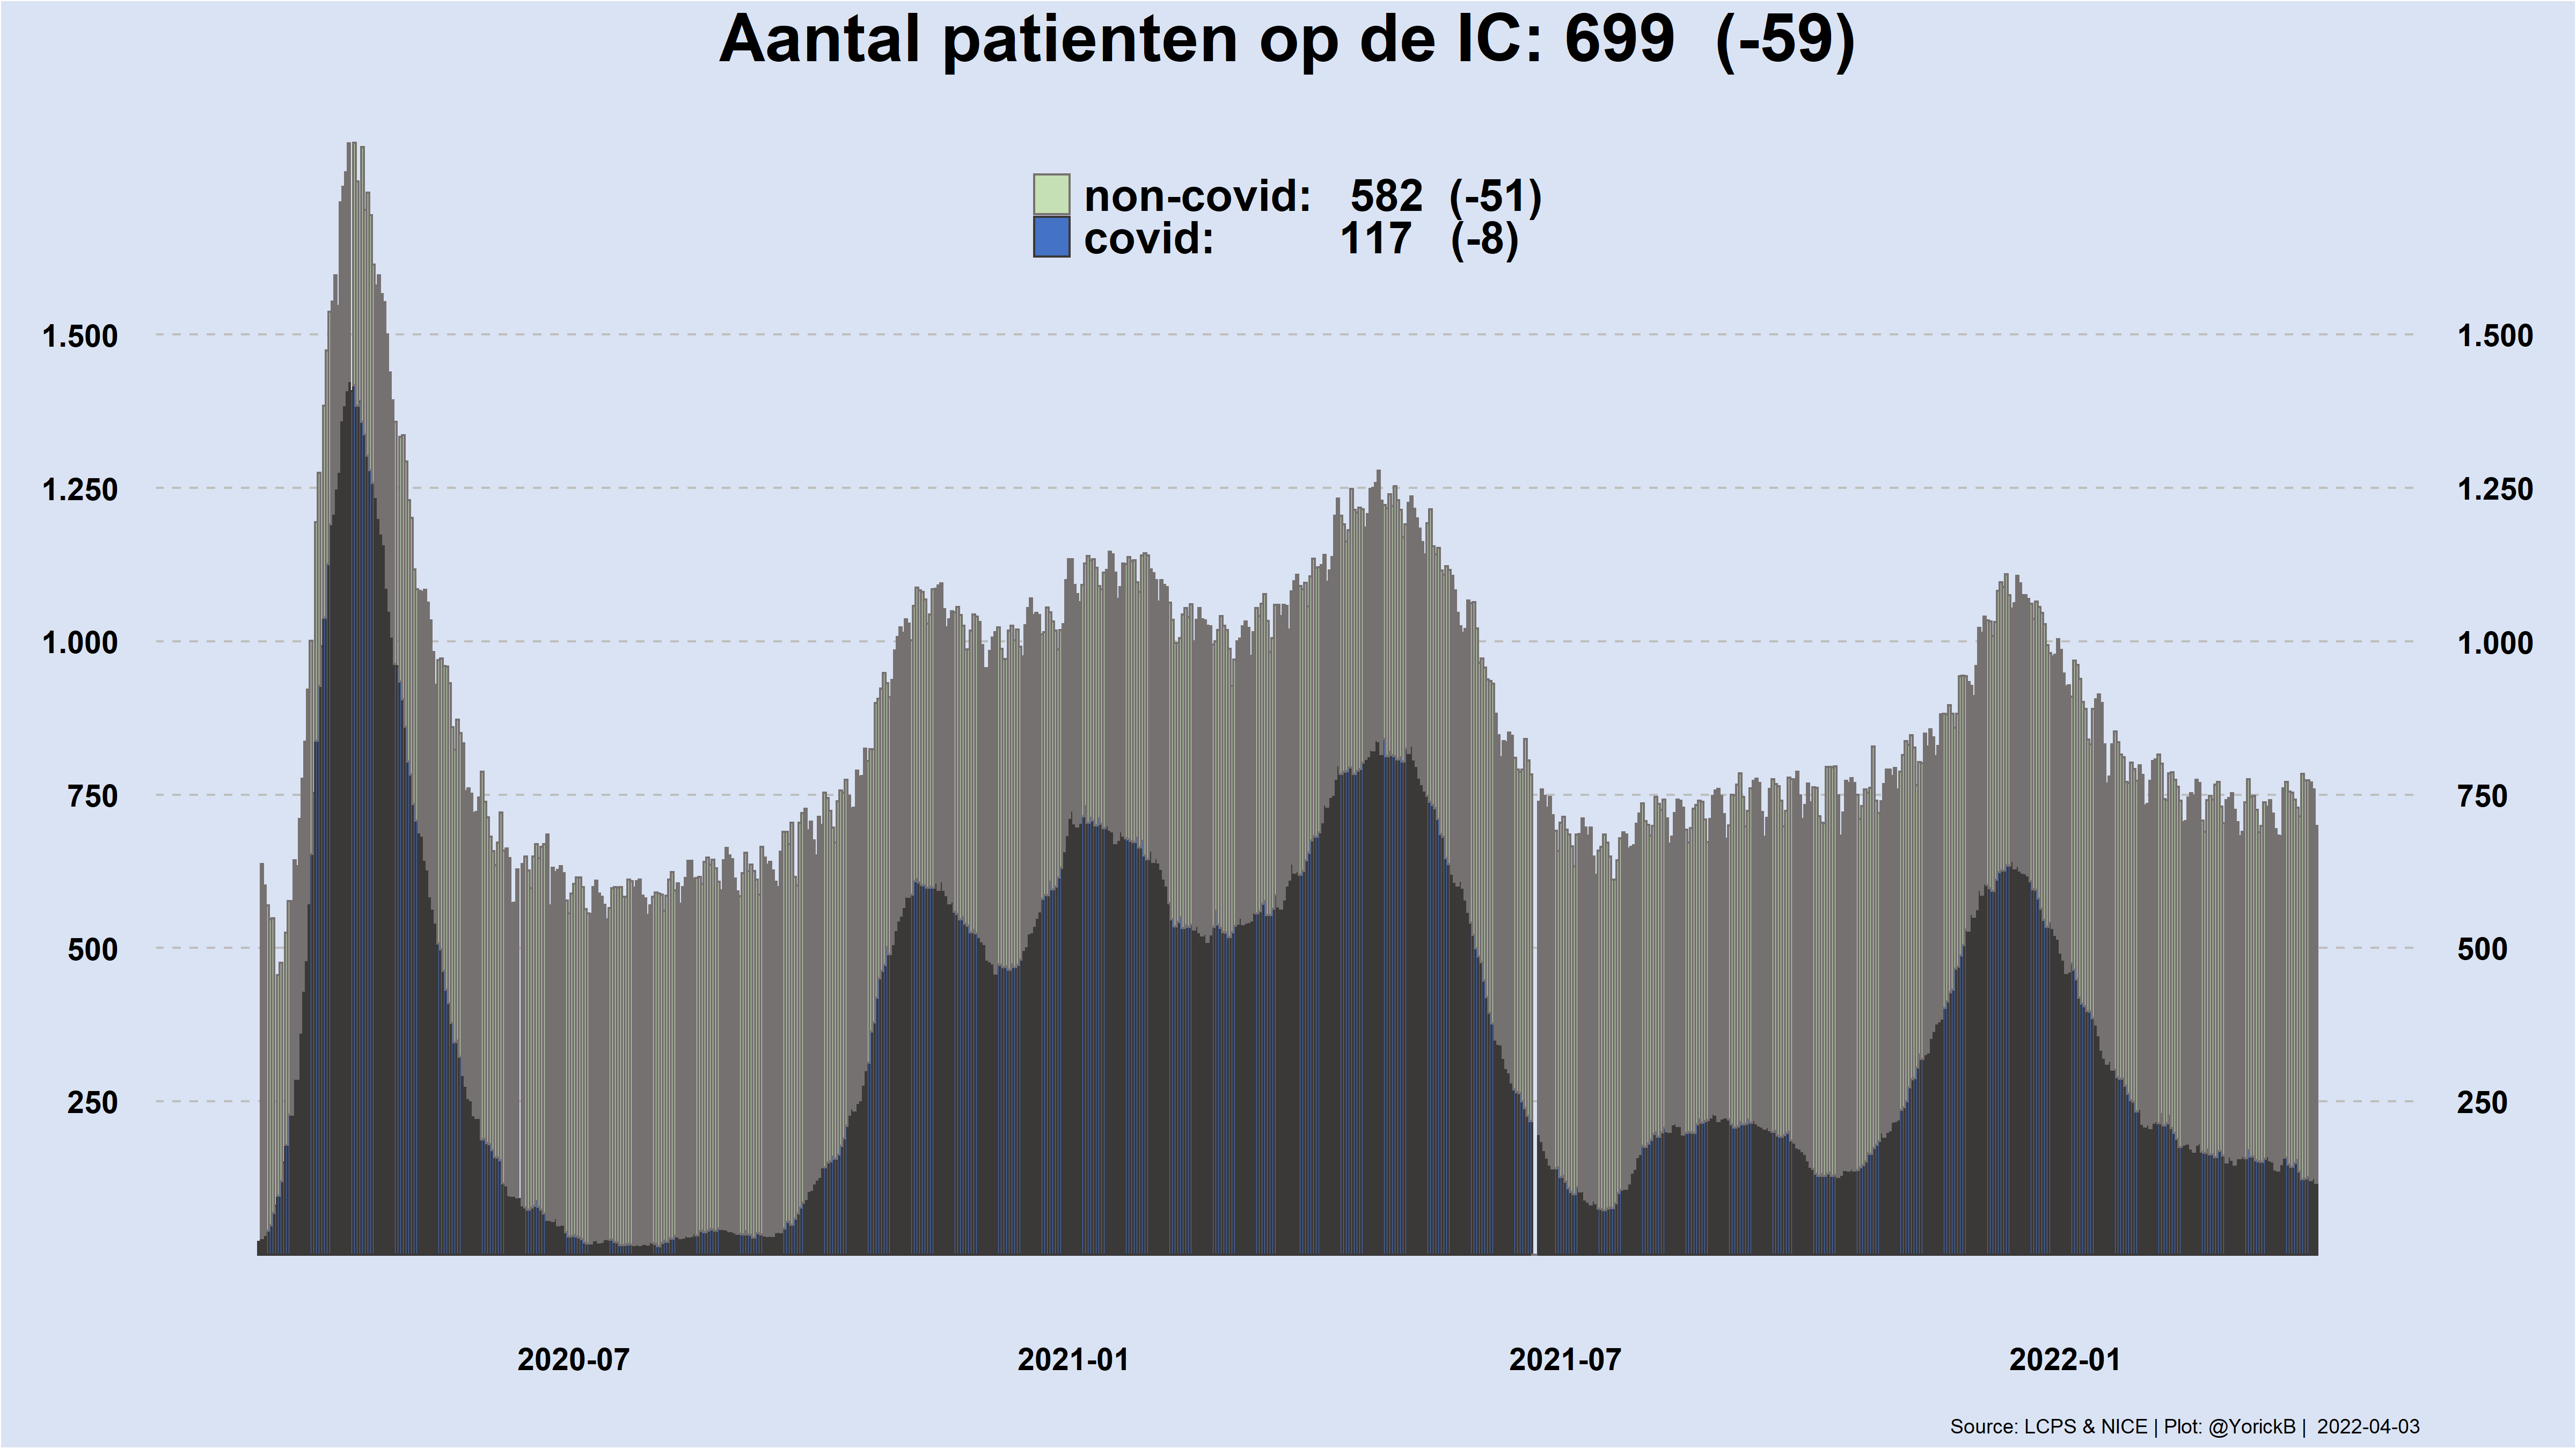 Aantal patienten op de IC: 699 (-59)
non-covid: 582 (-51)
covid: 117 (-8)
1.500 1.500
1.250 1.250
1.000 1.000
750 750
500 500
250 250
2020-07 2021-01 2021-07 2022-01
Source: LCPS & NICE | Plot: @YorickB | 2022-04-03